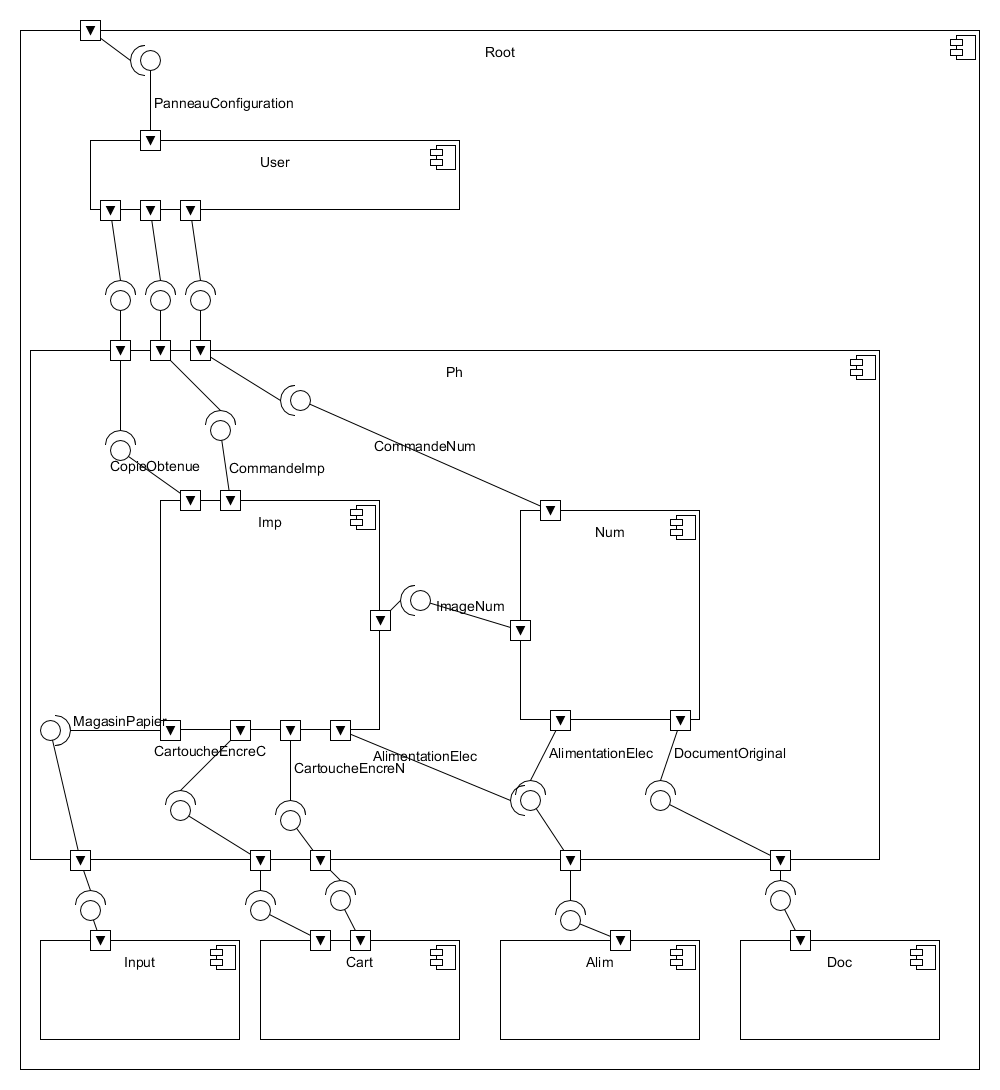 Root
PanneauConfiguration
User
Ph
CommandeNum
CopieObtenue
CommandeImp
Imp
Num
ImageNum
MagasinPapier
CartoucheEncreC
CartoucheEncreN
AlimentationElec
AlimentationElec
DocumentOriginal
Input
Cart
Alim
Doc